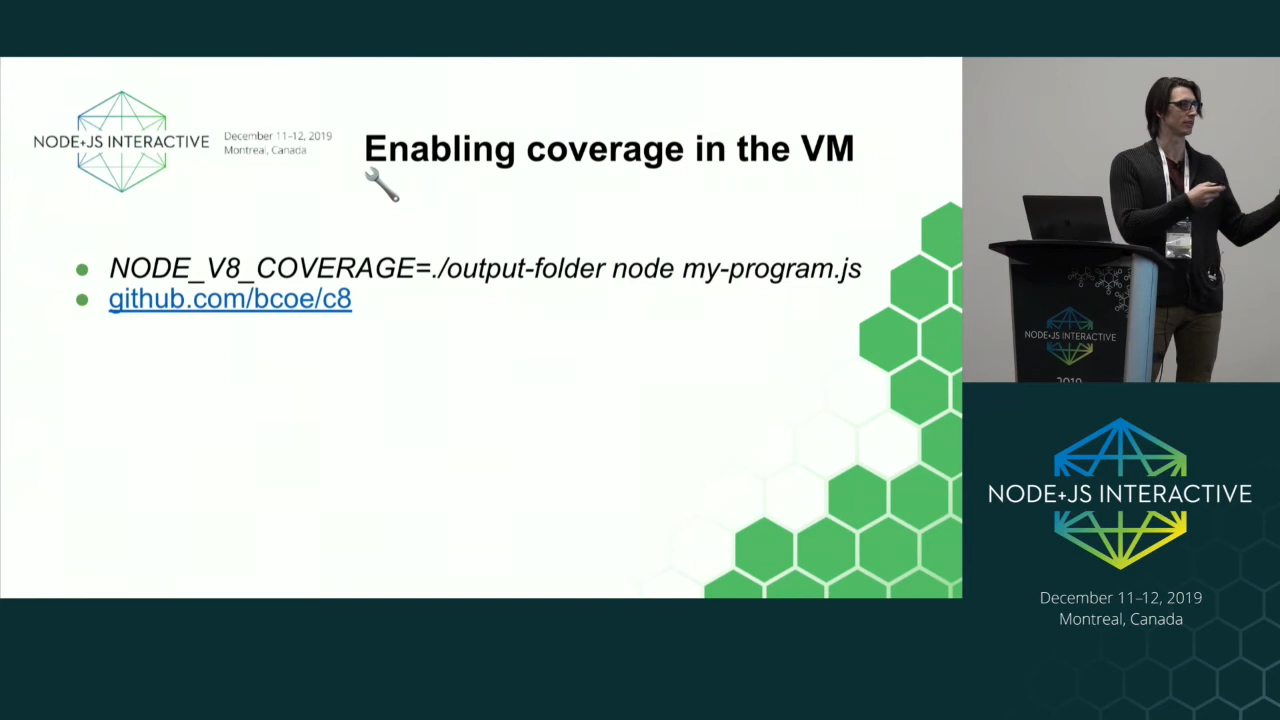 NODE+JS INTERACTIVE
December 11-12, 2019
Montreal, Canada
Enabling coverage in the VM
NODE_V8_COVERAGE=./output-folder node my-program.js
github.com/bcoe/c8
NODE+JS INTERACTIVE
2019
NODE+JS INTERACTIVE
December 11-12, 2019
Montreal, Canada